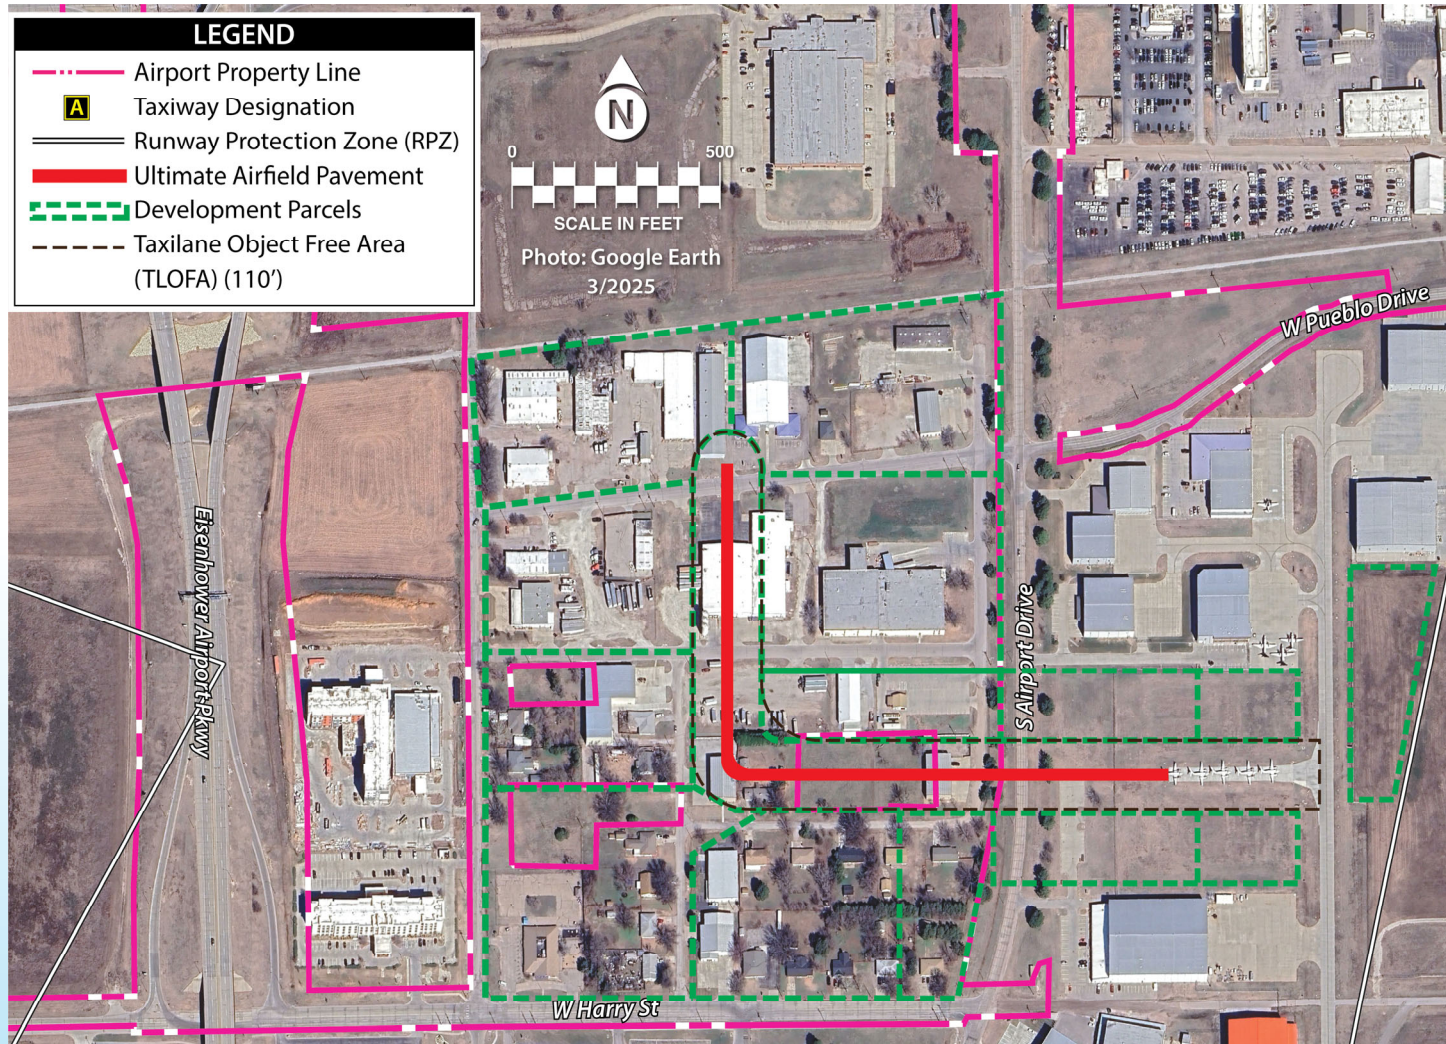 LEGEND
Airport Property Line
A
Taxiway Designation
Runway Protection Zone (RPZ)
Ultimate Airfield Pavement
Development Parcels
Taxilane Object Free Area
(TLOFA) (110')
N
0 500
SCALE IN FEET
Photo: Google Earth
3/2025
W Pueblo Drive
Eisenhower Airport Pkwy
S Airport Drive
W Harry St